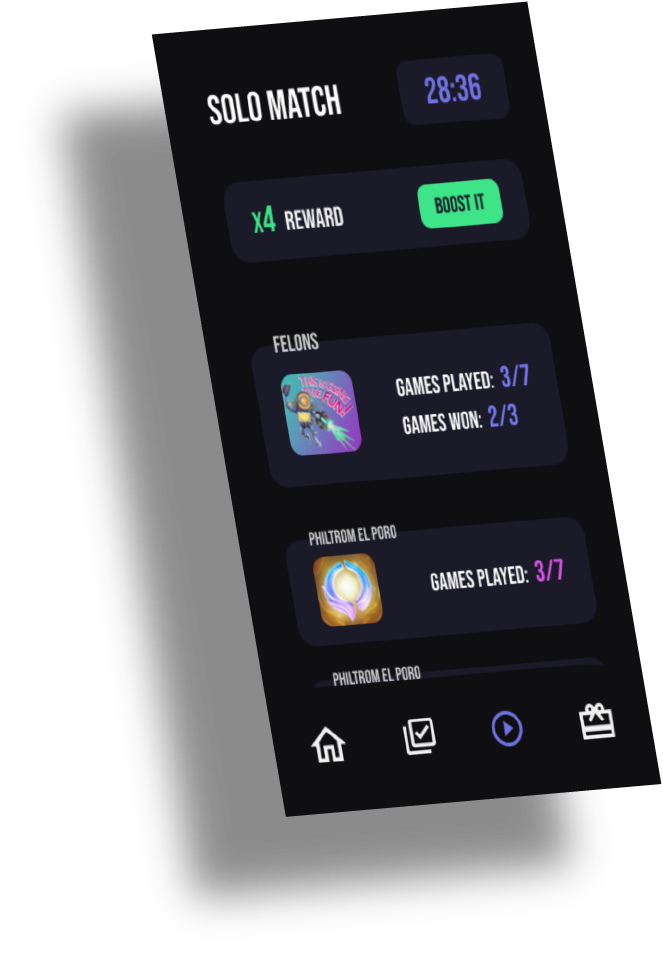 SOLO MATCH
28:36
X4 REWARD
BOOST IT
FELONS
GAMES PLAYED: 3/7
GAMES WON: 2/3
PHILTROM EL PORO
GAMES PLAYED: 3/7
PHILTROM EL PORO